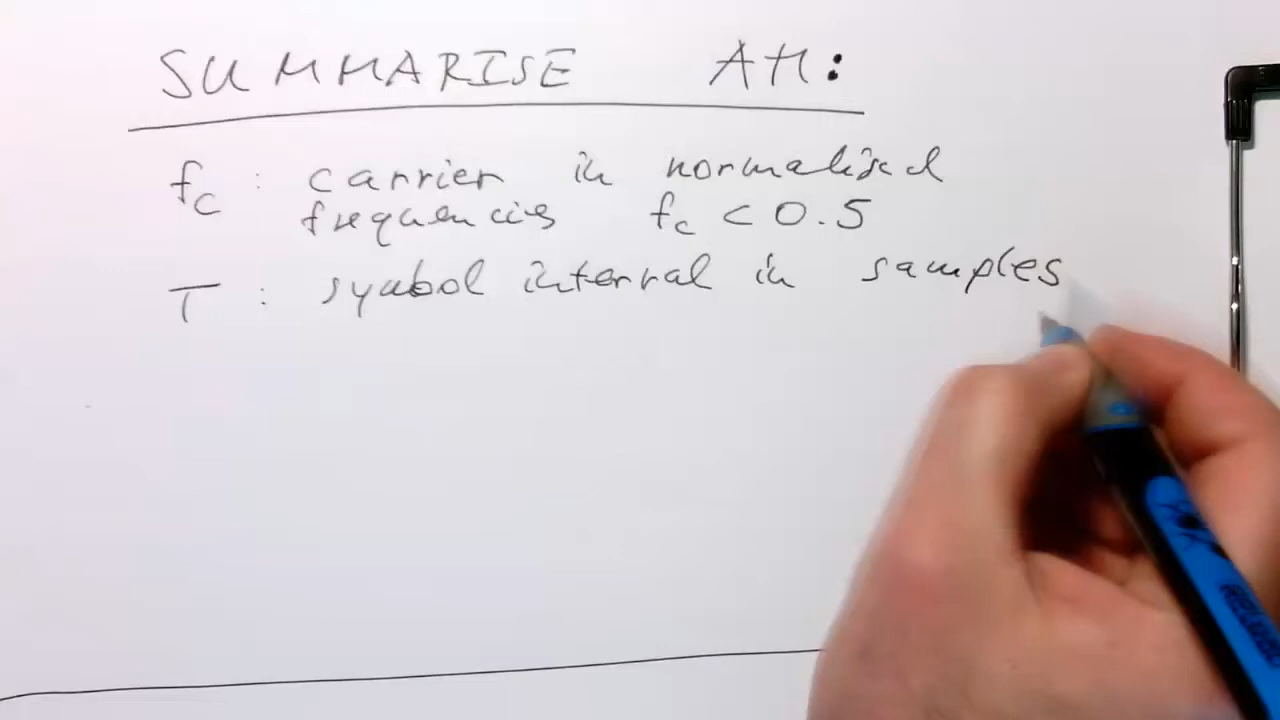 SUMMARISE AM:
fc : carrier in normalised
frequencies fc < 0.5
T : symbol interval in samples